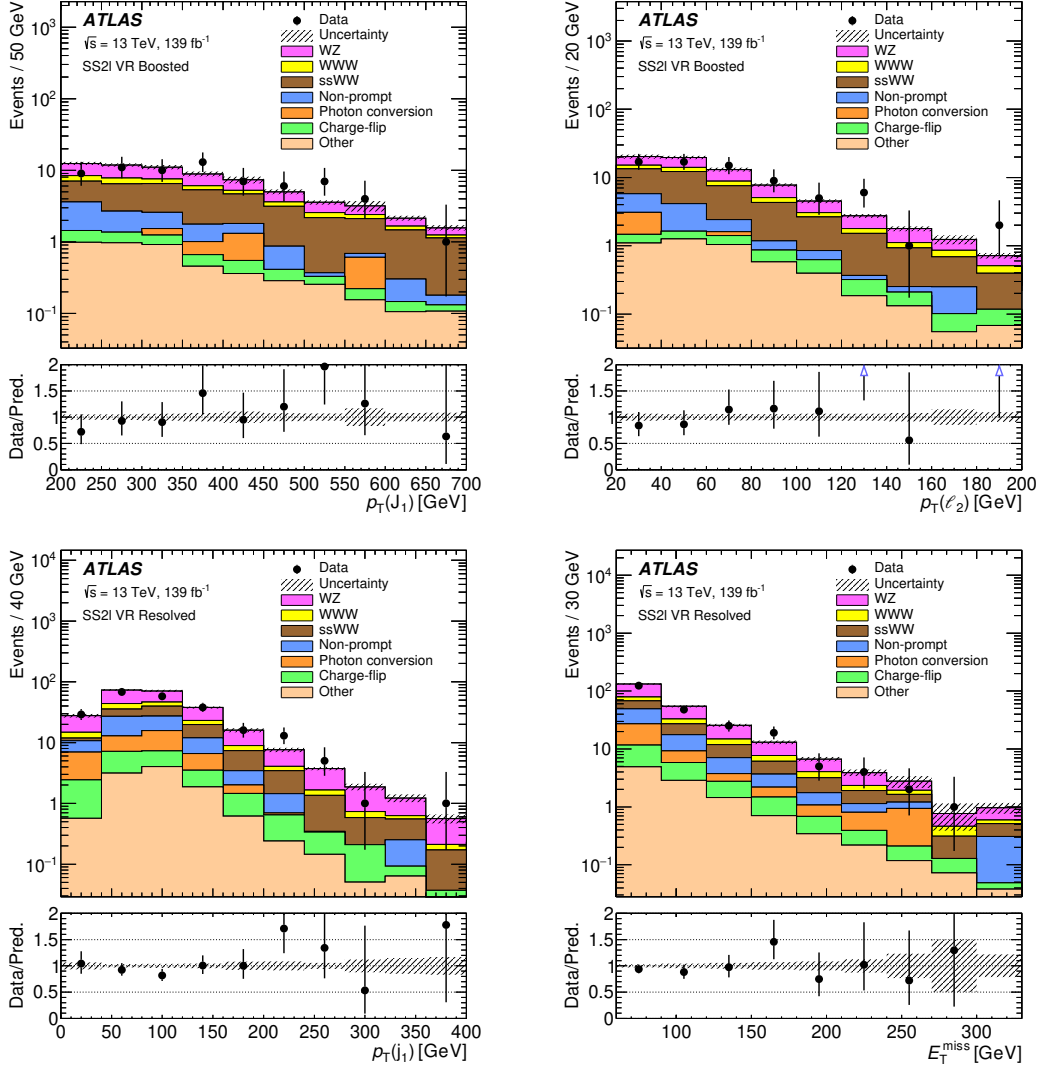 Events / 50 GeV
ATLAS
√s = 13 TeV, 139 fb⁻¹
SS2l VR Boosted
Data
Uncertainty
WZ
WWW
ssWW
Non-prompt
Photon conversion
Charge-flip
Other
10³
10²
10
1
10⁻¹
Data/Pred.
2
1.5
1
0.5
0
200 250 300 350 400 450 500 550 600 650 700
p_T(J₁) [GeV]
Events / 20 GeV
ATLAS
√s = 13 TeV, 139 fb⁻¹
SS2l VR Boosted
Data
Uncertainty
WZ
WWW
ssWW
Non-prompt
Photon conversion
Charge-flip
Other
10³
10²
10
1
10⁻¹
Data/Pred.
2
1.5
1
0.5
0
20 40 60 80 100 120 140 160 180 200
p_T(ℓ₂) [GeV]
Events / 40 GeV
ATLAS
√s = 13 TeV, 139 fb⁻¹
SS2l VR Resolved
Data
Uncertainty
WZ
WWW
ssWW
Non-prompt
Photon conversion
Charge-flip
Other
10⁴
10³
10²
10
1
10⁻¹
Data/Pred.
2
1.5
1
0.5
0
0 50 100 150 200 250 300 350 400
p_T(j₁) [GeV]
Events / 30 GeV
ATLAS
√s = 13 TeV, 139 fb⁻¹
SS2l VR Resolved
Data
Uncertainty
WZ
WWW
ssWW
Non-prompt
Photon conversion
Charge-flip
Other
10⁴
10³
10²
10
1
10⁻¹
Data/Pred.
2
1.5
1
0.5
0
100 150 200 250 300
E_T^miss [GeV]